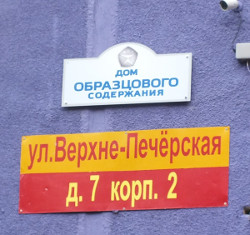 ДОМ
ОБРАЗЦОВОГО
СОДЕРЖАНИЯ
ул.Верхне-Печёрская
д. 7 корп. 2